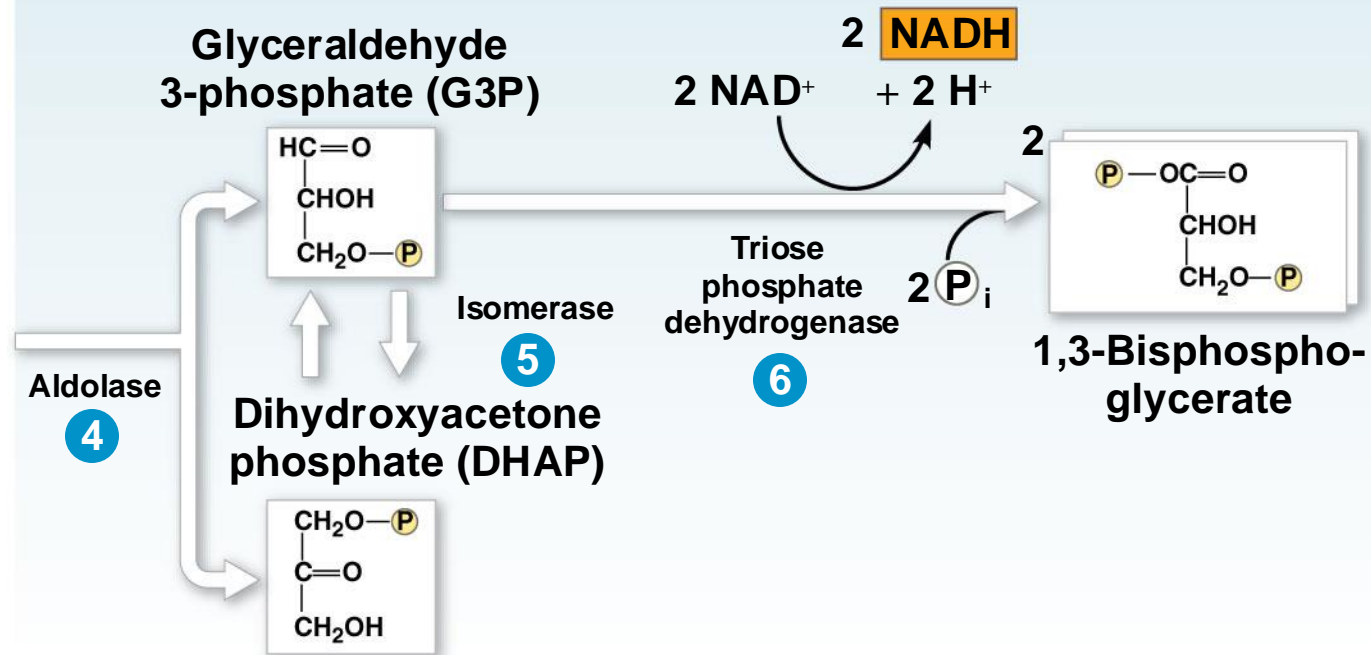 Glyceraldehyde
3-phosphate (G3P)
HC=O
CHOH
CH₂O—P
2 NADH
2 NAD⁺ + 2 H⁺
2
P—OC=O
CHOH
CH₂O—P
1,3-Bisphospho-
glycerate
Triose
phosphate
dehydrogenase
6
2 Pᵢ
Isomerase
5
Aldolase
4
Dihydroxyacetone
phosphate (DHAP)
CH₂O—P
C=O
CH₂OH